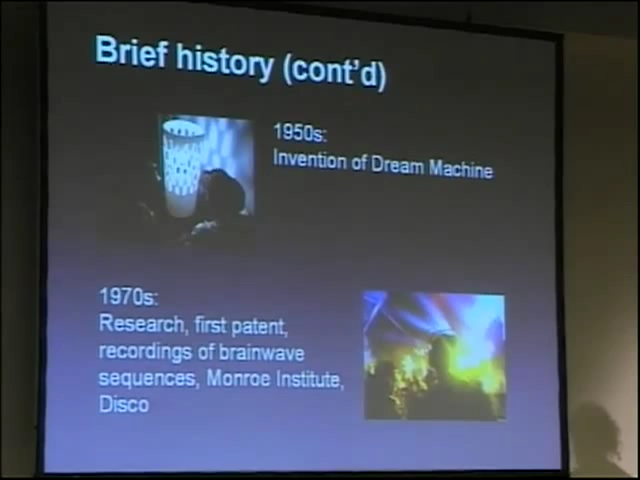 Brief history (cont'd)
1950s:
Invention of Dream Machine
1970s:
Research, first patent,
recordings of brainwave
sequences, Monroe Institute,
Disco